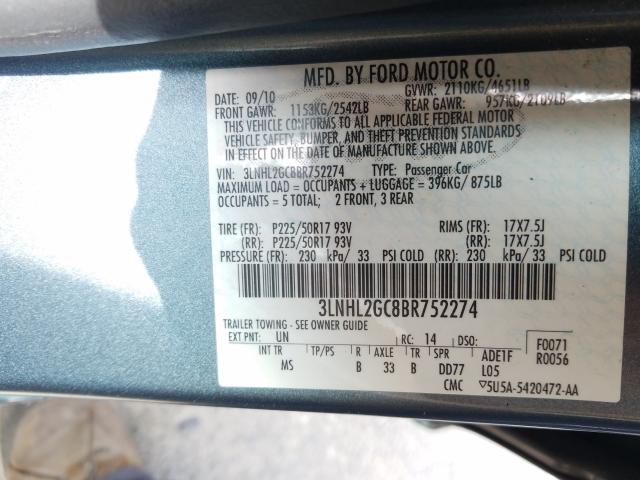 MFD. BY FORD MOTOR CO.
DATE: 09/10 GVWR: 2110KG/4651LB
FRONT GAWR: 1153KG/2542LB REAR GAWR: 957KG/2109LB
THIS VEHICLE CONFORMS TO ALL APPLICABLE FEDERAL MOTOR
VEHICLE SAFETY, BUMPER, AND THEFT PREVENTION STANDARDS
IN EFFECT ON THE DATE OF MANUFACTURE SHOWN ABOVE.
VIN: 3LNHL2GC8BR752274 TYPE: Passenger Car
MAXIMUM LOAD = OCCUPANTS + LUGGAGE = 396KG/ 875LB
OCCUPANTS = 5 TOTAL; 2 FRONT, 3 REAR
TIRE (FR): P225/50R17 93V RIMS (FR): 17X7.5J
(RR): P225/50R17 93V (RR): 17X7.5J
PRESSURE (FR): 230 kPa/ 33 PSI COLD (RR): 230 kPa/ 33 PSI COLD
3LNHL2GC8BR752274
TRAILER TOWING - SEE OWNER GUIDE
EXT PNT: UN RC: 14 DSO: F0071
INT TR TP/PS R AXLE TR SPR ADE1F R0056
MS B 33 B DD77 L05
CMC ▽5U5A-5420472-AA